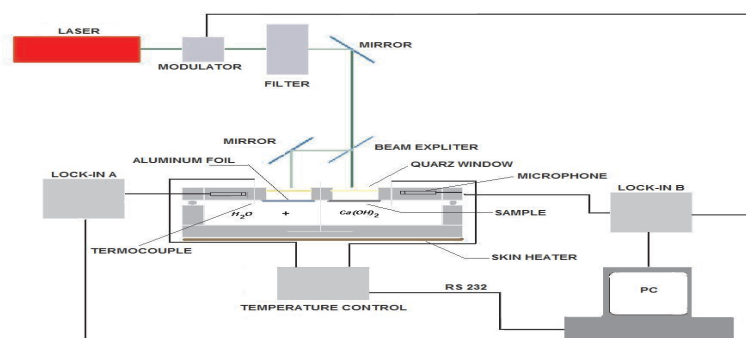 LASER
MODULATOR
FILTER
MIRROR
MIRROR
BEAM EXPLITER
ALUMINUM FOIL
QUARZ WINDOW
LOCK-IN A
MICROPHONE
LOCK-IN B
H2O + Ca(OH)2
SAMPLE
TERMOCOUPLE
SKIN HEATER
TEMPERATURE CONTROL
RS 232
PC